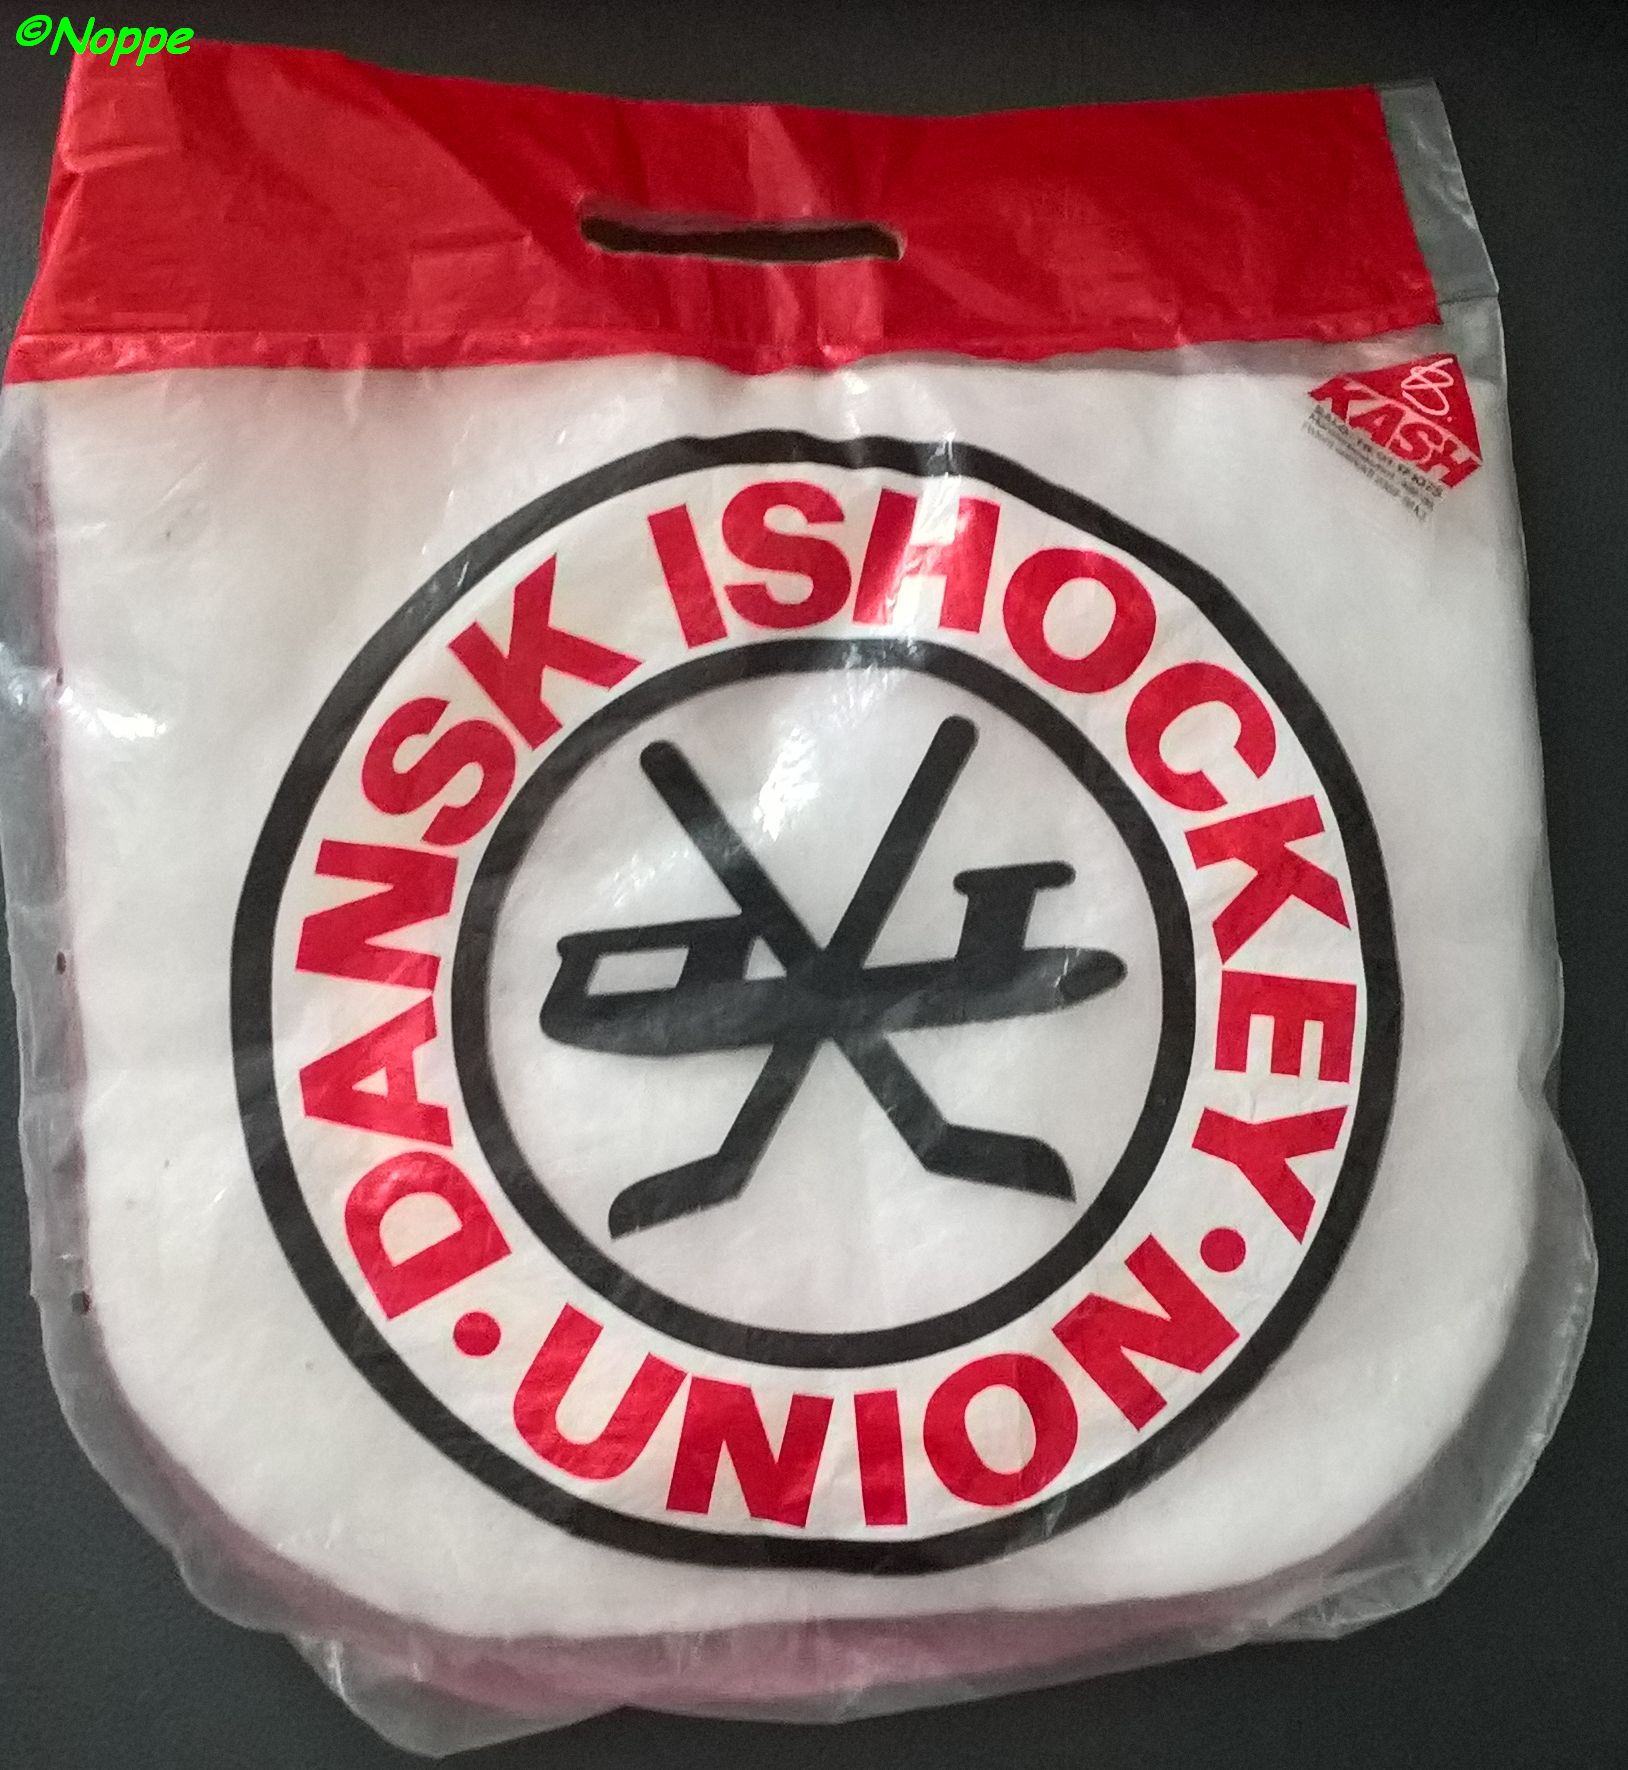 ©Noppe
B.
KASH
DANSK ISHOCKEY · UNION ·